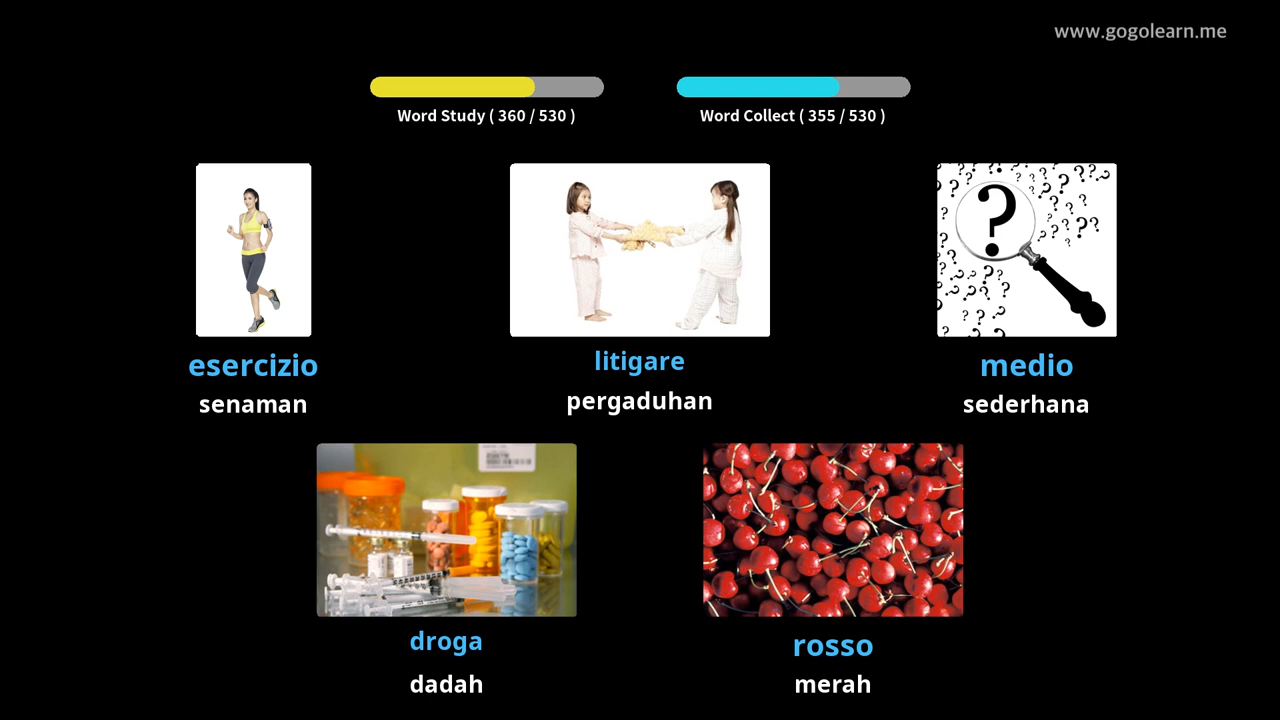 www.gogolearn.me
Word Study ( 360 / 530 )
Word Collect ( 355 / 530 )
esercizio
senaman
litigare
pergaduhan
medio
sederhana
droga
dadah
rosso
merah